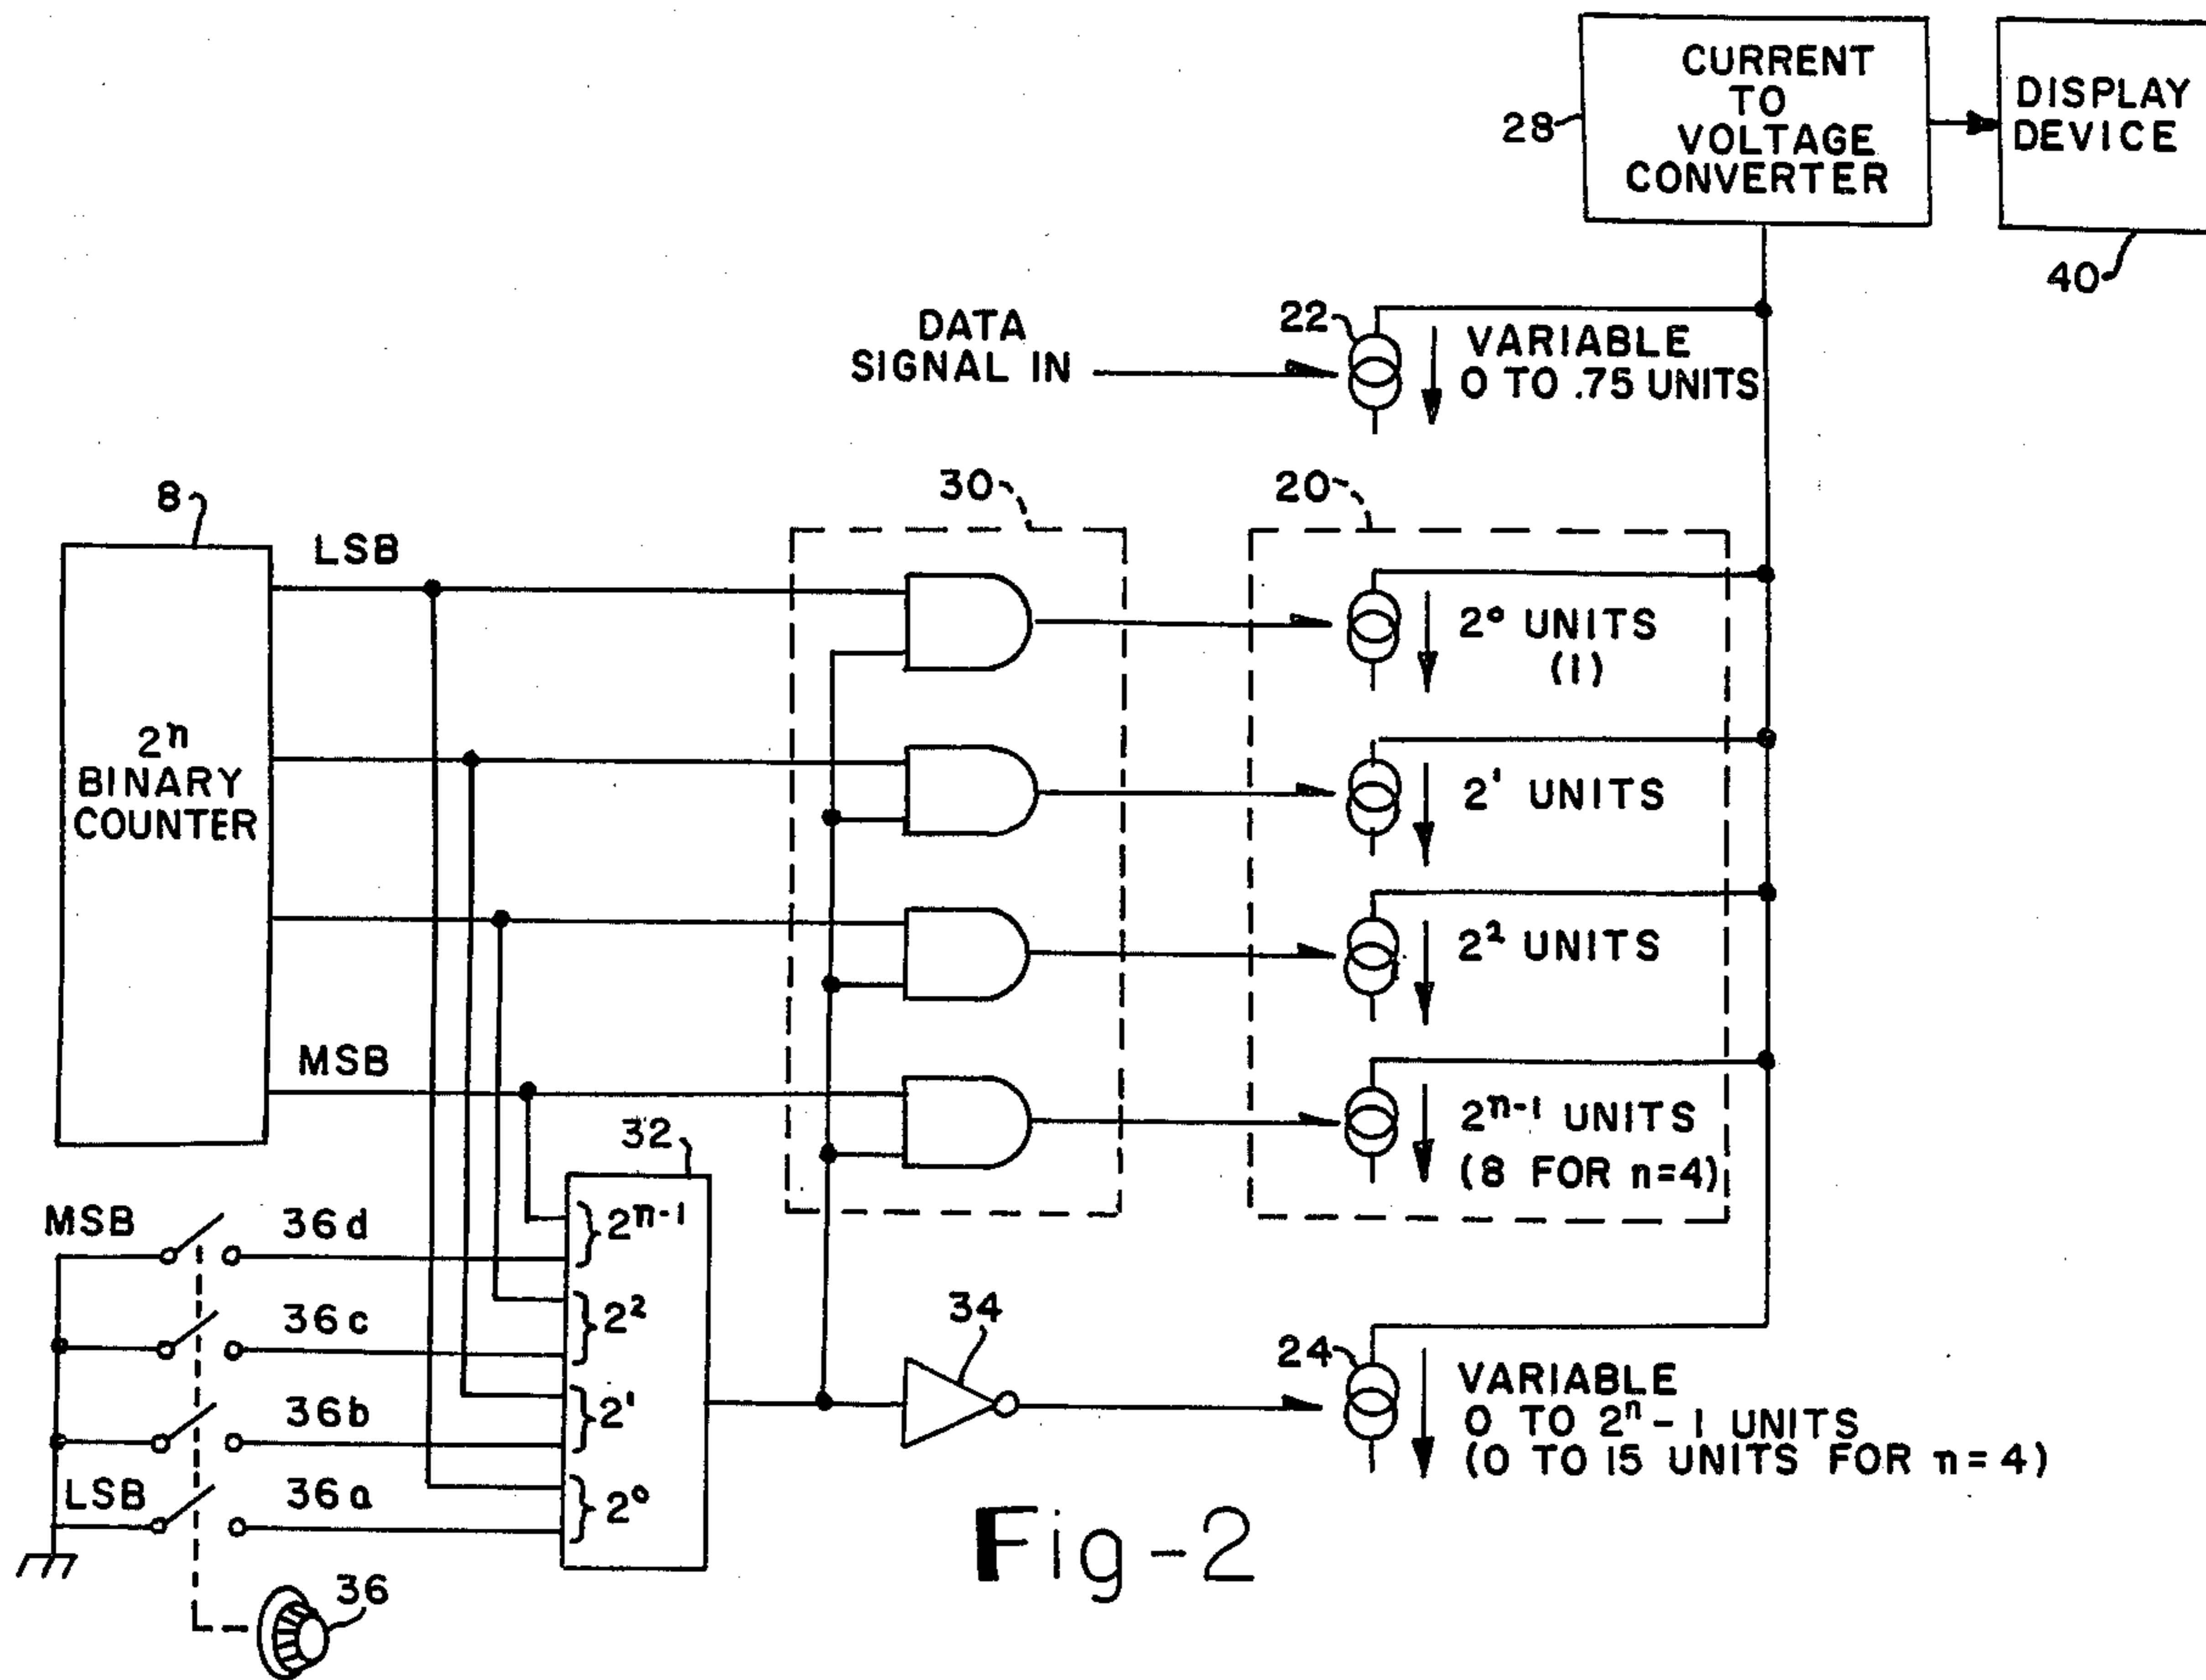 CURRENT
TO
VOLTAGE
CONVERTER
28
DISPLAY
DEVICE
40
DATA
SIGNAL IN
22
VARIABLE
0 TO .75 UNITS
8
LSB
30
20
2⁰ UNITS
(1)
2ⁿ
BINARY
COUNTER
2¹ UNITS
2² UNITS
MSB
2ⁿ⁻¹ UNITS
(8 FOR n=4)
32
MSB
36d
2ⁿ⁻¹
36c
2²
36b
2¹
LSB
36a
2⁰
34
24
VARIABLE
0 TO 2ⁿ-1 UNITS
(0 TO 15 UNITS FOR n=4)
36
Fig-2